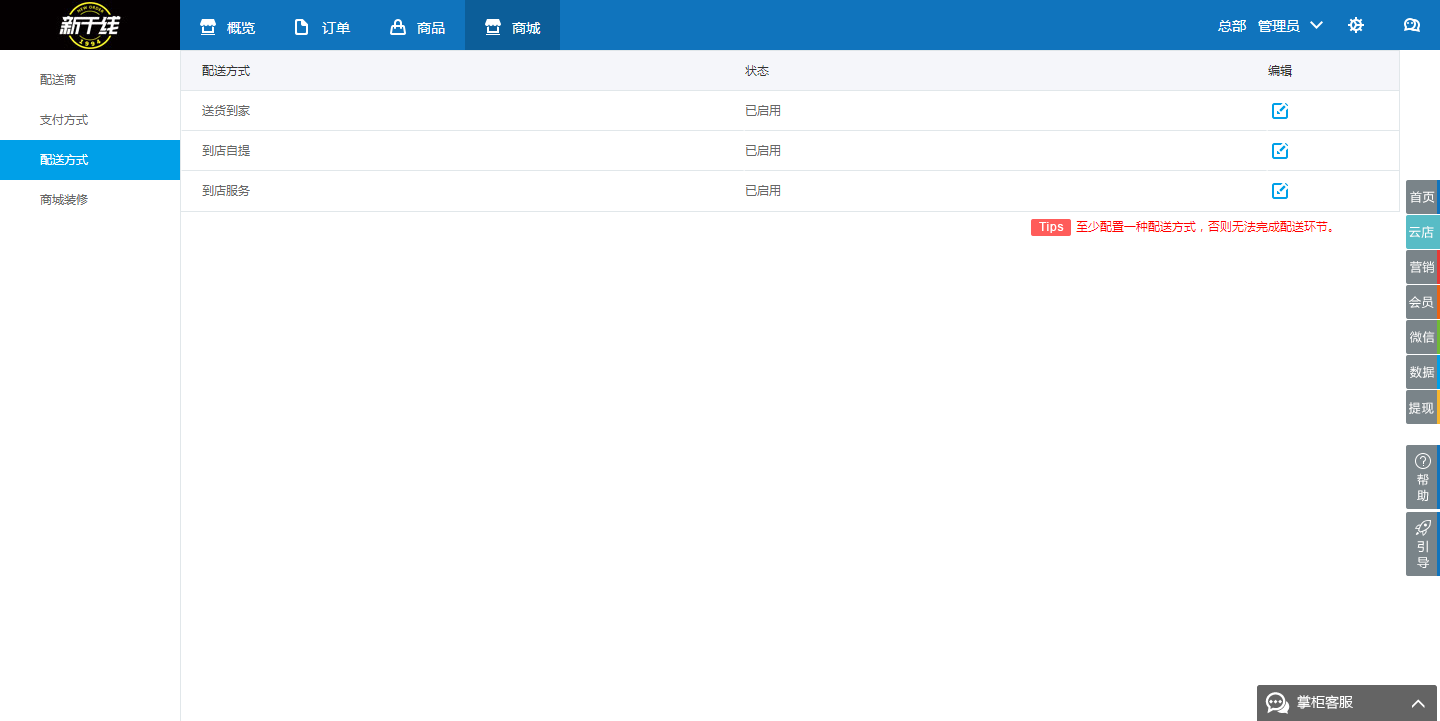 NEW ORDER
新干线
1994
概览
订单
商品
商城
总部 管理员
配送商
支付方式
配送方式
商城装修
配送方式 状态 编辑
送货到家 已启用
到店自提 已启用
到店服务 已启用
Tips 至少配置一种配送方式，否则无法完成配送环节。
首页
云店
营销
会员
微信
数据
提现
帮助
引导
掌柜客服